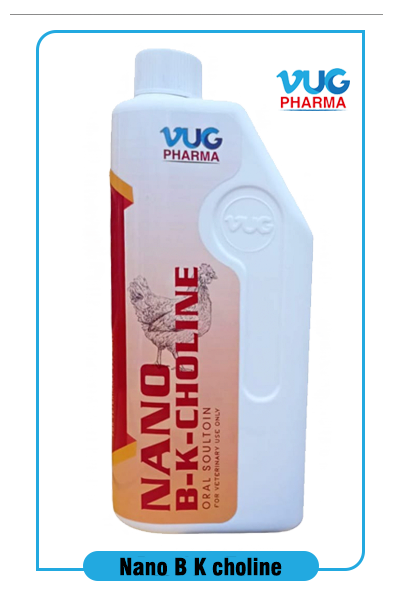 VUG
PHARMA
VUG
PHARMA
VUG
NANO
B-K-CHOLINE
ORAL SOULTOIN
FOR VETERINARY USE ONLY
Nano B K choline